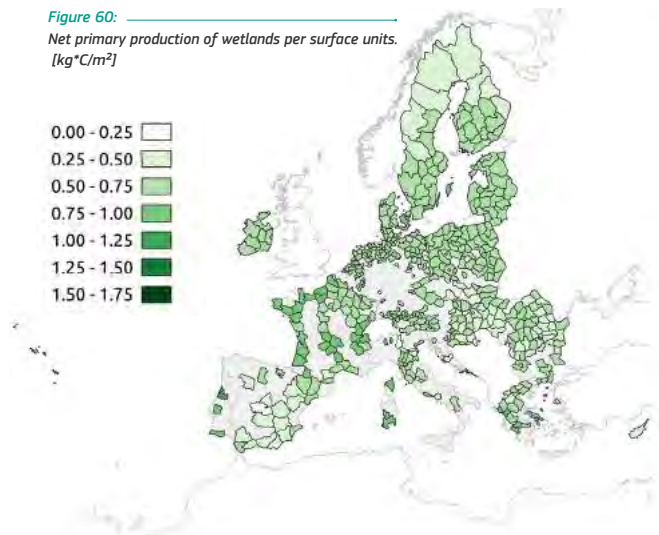 Figure 60:
Net primary production of wetlands per surface units.
[kg*C/m²]
0.00 - 0.25
0.25 - 0.50
0.50 - 0.75
0.75 - 1.00
1.00 - 1.25
1.25 - 1.50
1.50 - 1.75